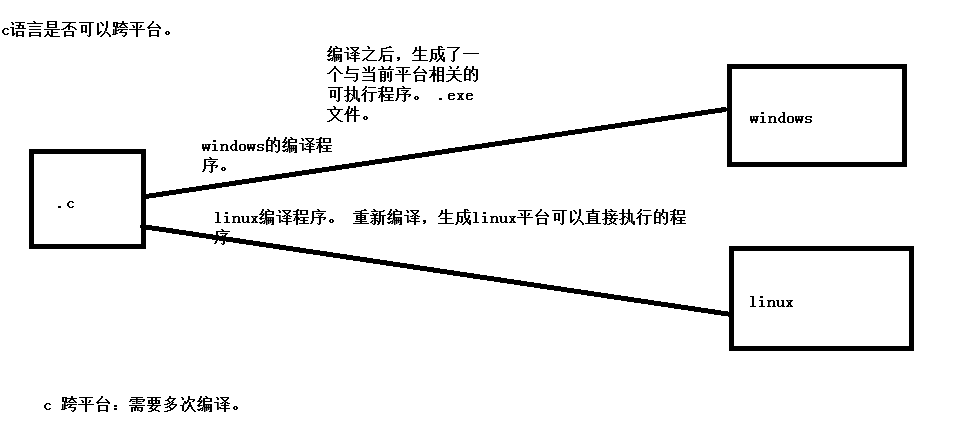 c语言是否可以跨平台。
编译之后，生成了一
个与当前平台相关的
可执行程序。 .exe
文件。
windows
windows的编译程
序。
.c
linux编译程序。 重新编译，生成linux平台可以直接执行的程
序
linux
c 跨平台：需要多次编译。